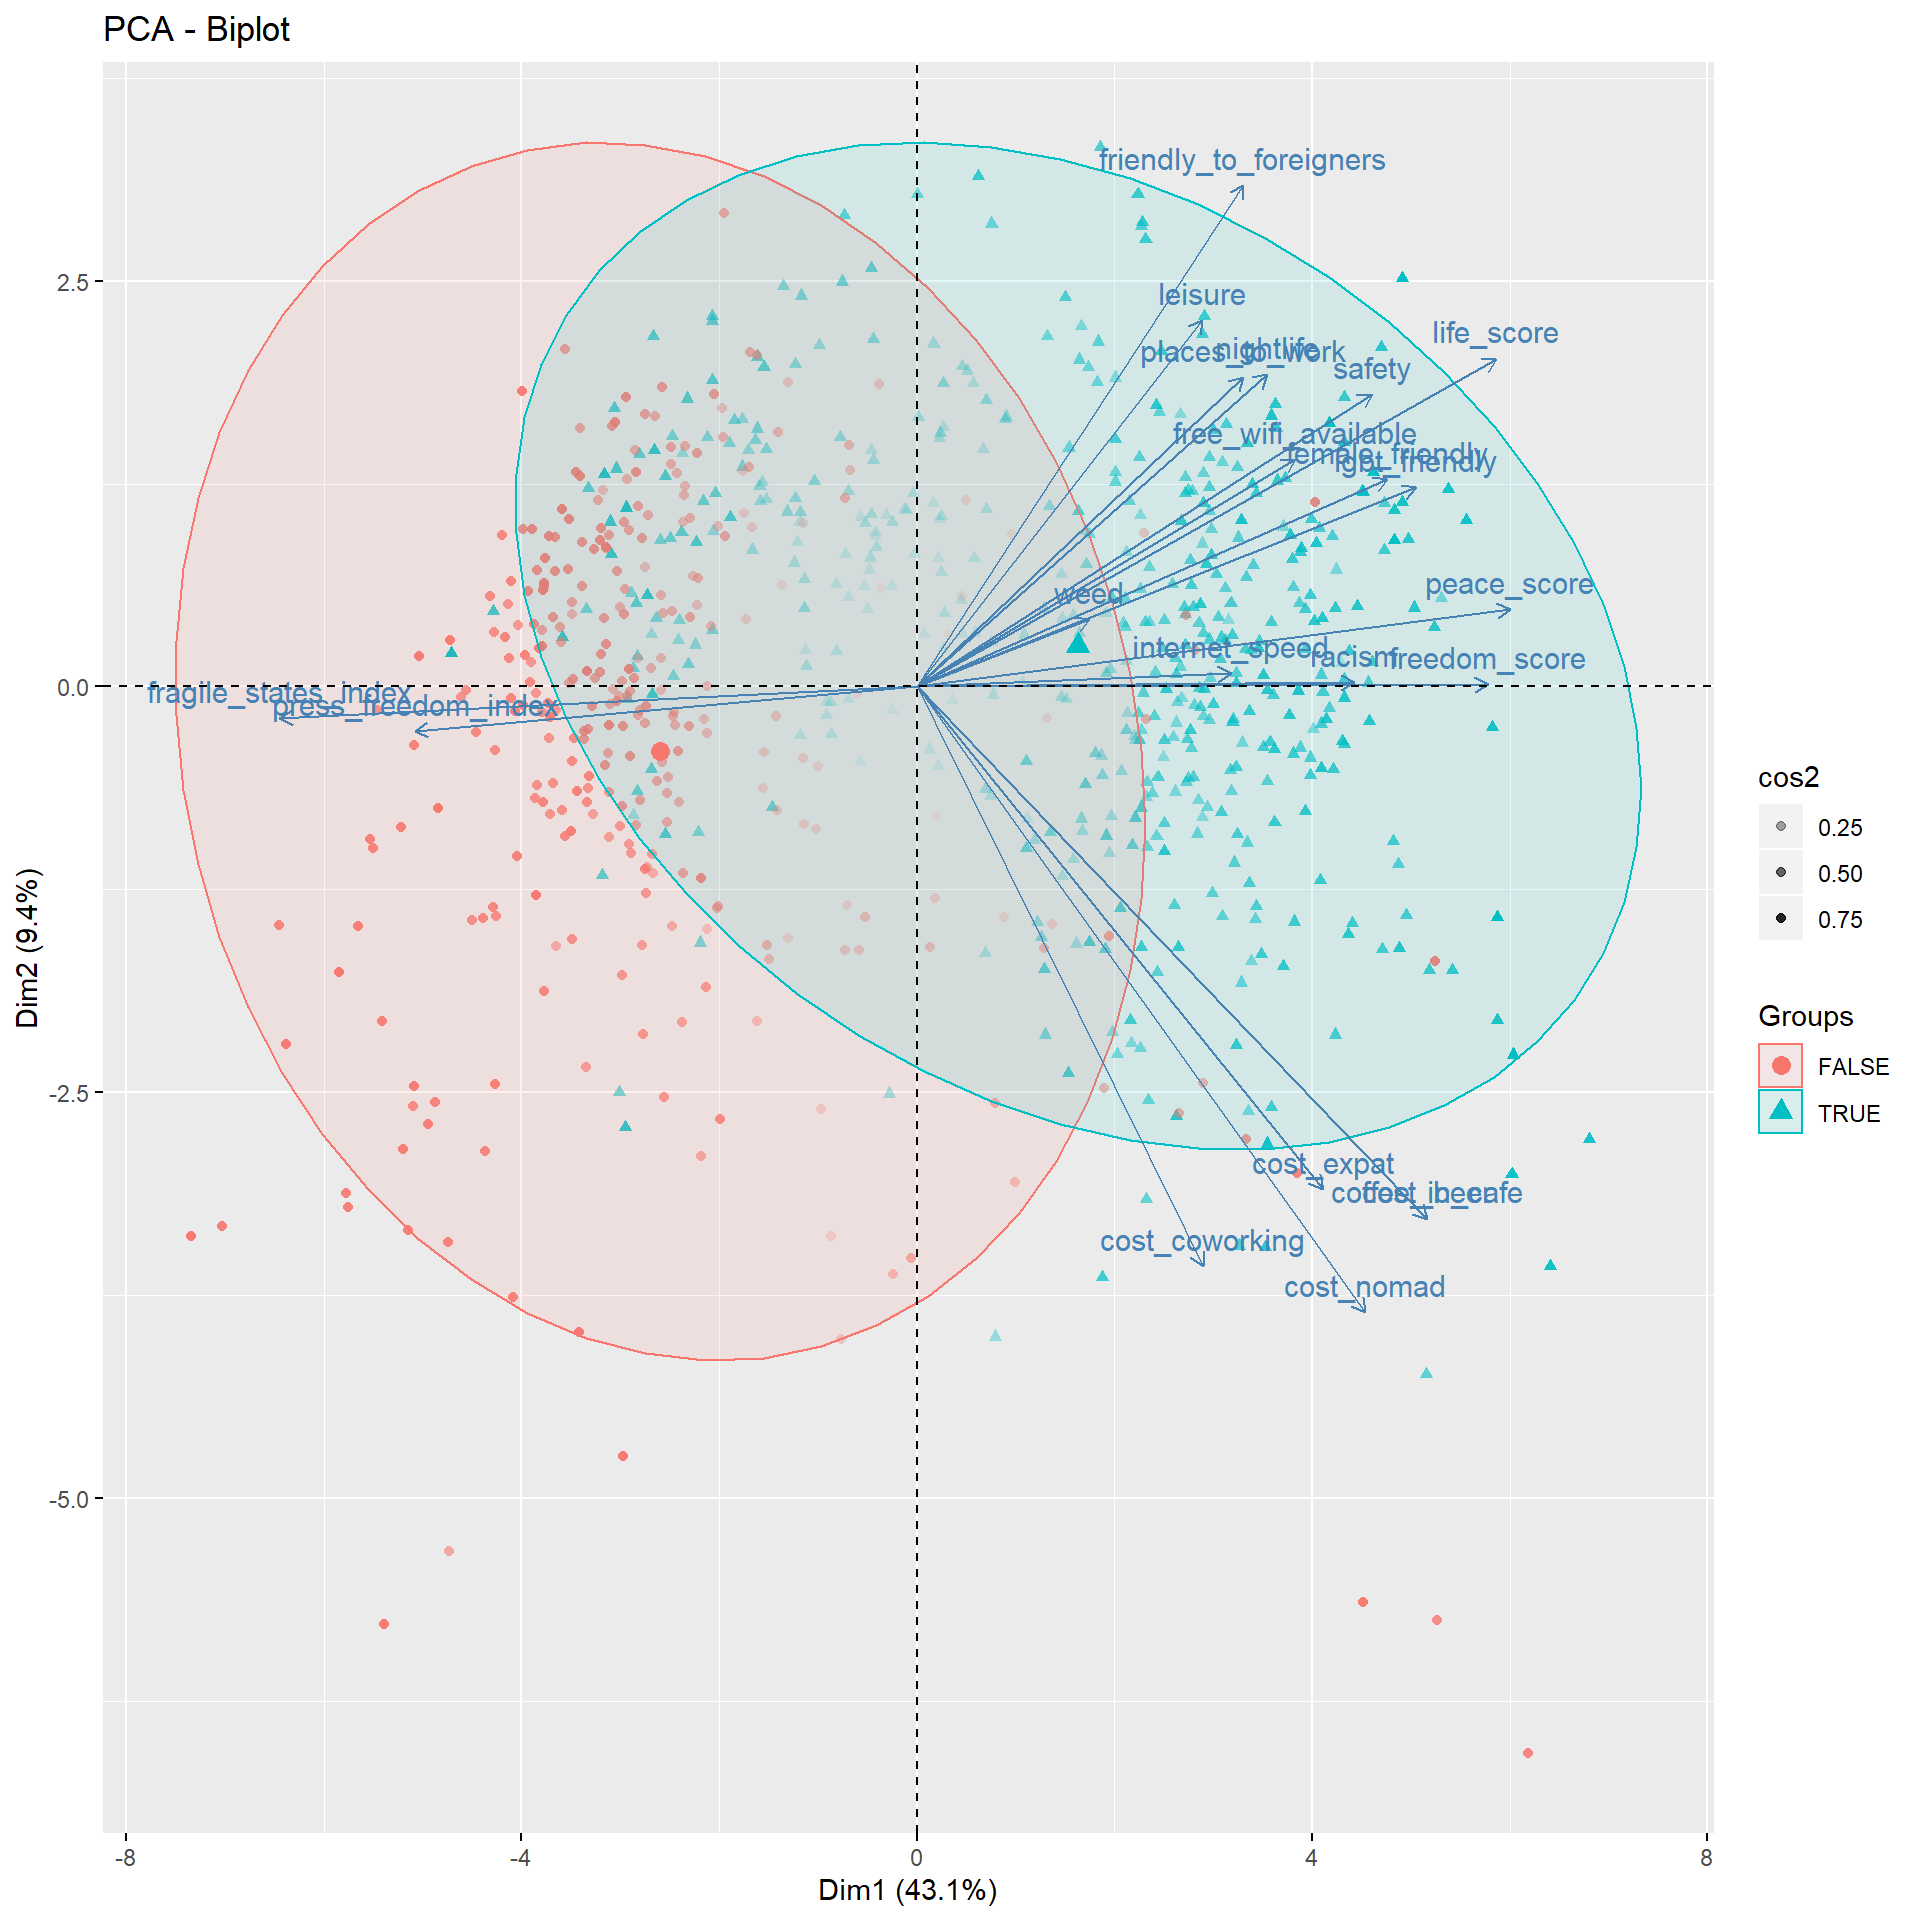 PCA - Biplot
friendly_to_foreigners
leisure
life_score
places_to_work
nightlife
safety
free_wifi_available
female_friendly
lgbt_friendly
peace_score
weed
internet_speed
racism
freedom_score
fragile_states_index
press_freedom_index
cost_expat
coffee_in_cafe
cost_beer
cost_coworking
cost_nomad
2.5
0.0
-2.5
-5.0
Dim2 (9.4%)
-8
-4
0
4
8
Dim1 (43.1%)
cos2
0.25
0.50
0.75
Groups
FALSE
TRUE